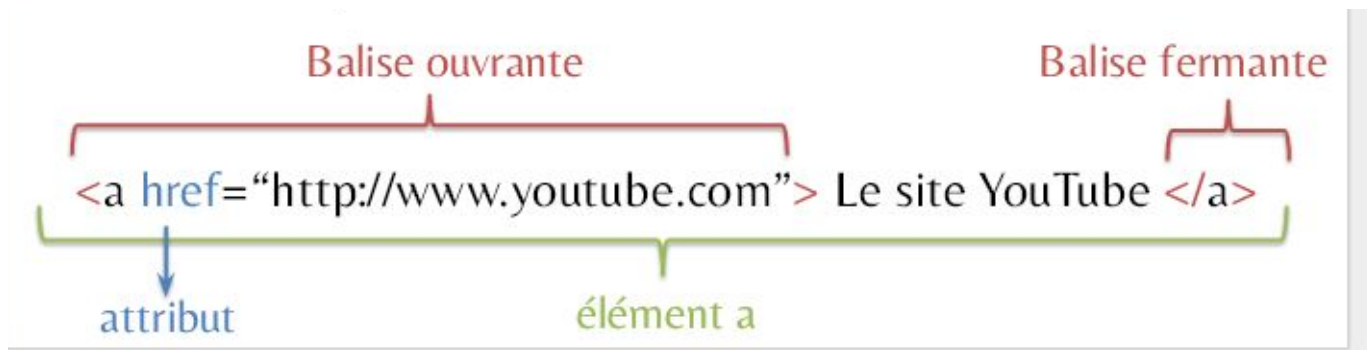 Balise ouvrante Balise fermante
<a href=“http://www.youtube.com”> Le site YouTube </a>
attribut élément a